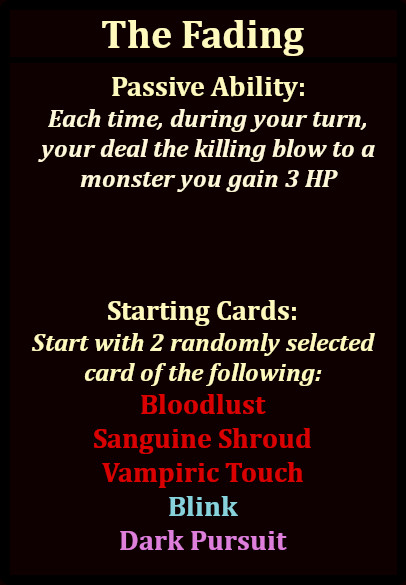 The Fading
Passive Ability:
Each time, during your turn,
your deal the killing blow to a
monster you gain 3 HP
Starting Cards:
Start with 2 randomly selected
card of the following:
Bloodlust
Sanguine Shroud
Vampiric Touch
Blink
Dark Pursuit